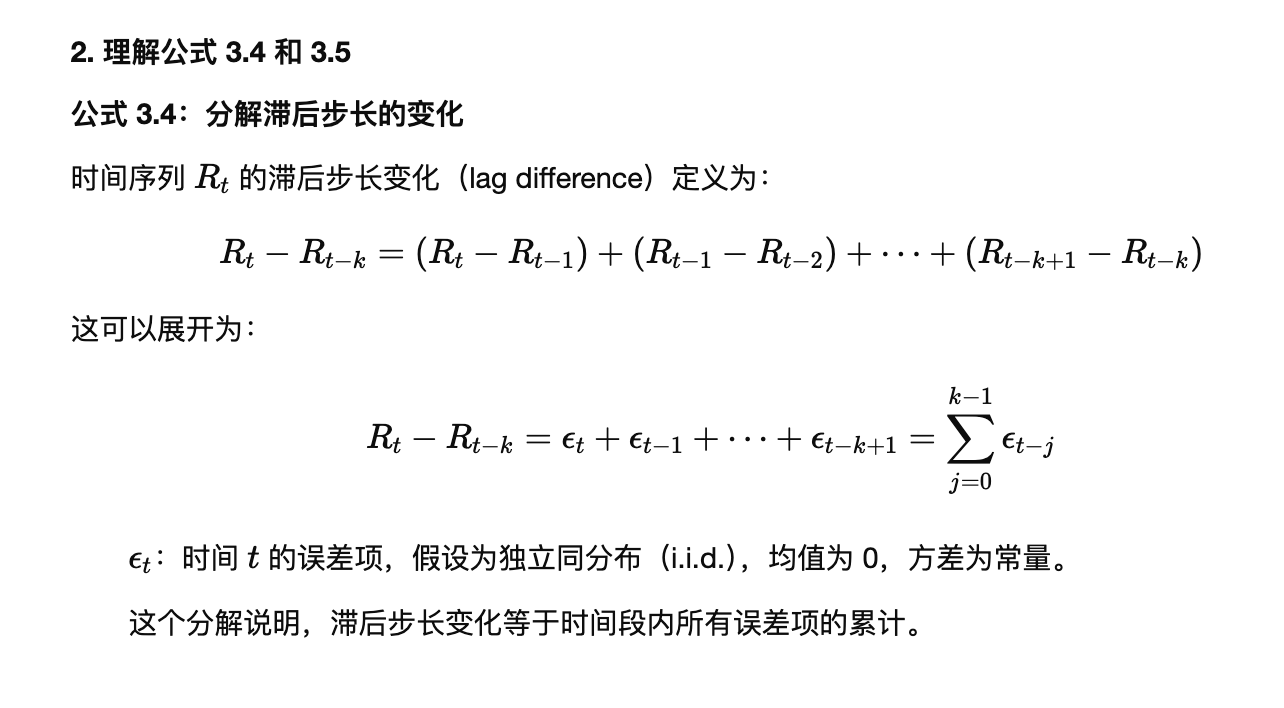 2. 理解公式 3.4 和 3.5
公式 3.4：分解滞后步长的变化
时间序列 $R_t$ 的滞后步长变化（lag difference）定义为：
$R_t - R_{t-k} = (R_t - R_{t-1}) + (R_{t-1} - R_{t-2}) + \cdots + (R_{t-k+1} - R_{t-k})$
这可以展开为：
$R_t - R_{t-k} = \epsilon_t + \epsilon_{t-1} + \cdots + \epsilon_{t-k+1} = \sum_{j=0}^{k-1} \epsilon_{t-j}$
$\epsilon_t$：时间 $t$ 的误差项，假设为独立同分布（i.i.d.），均值为 0，方差为常量。
这个分解说明，滞后步长变化等于时间段内所有误差项的累计。